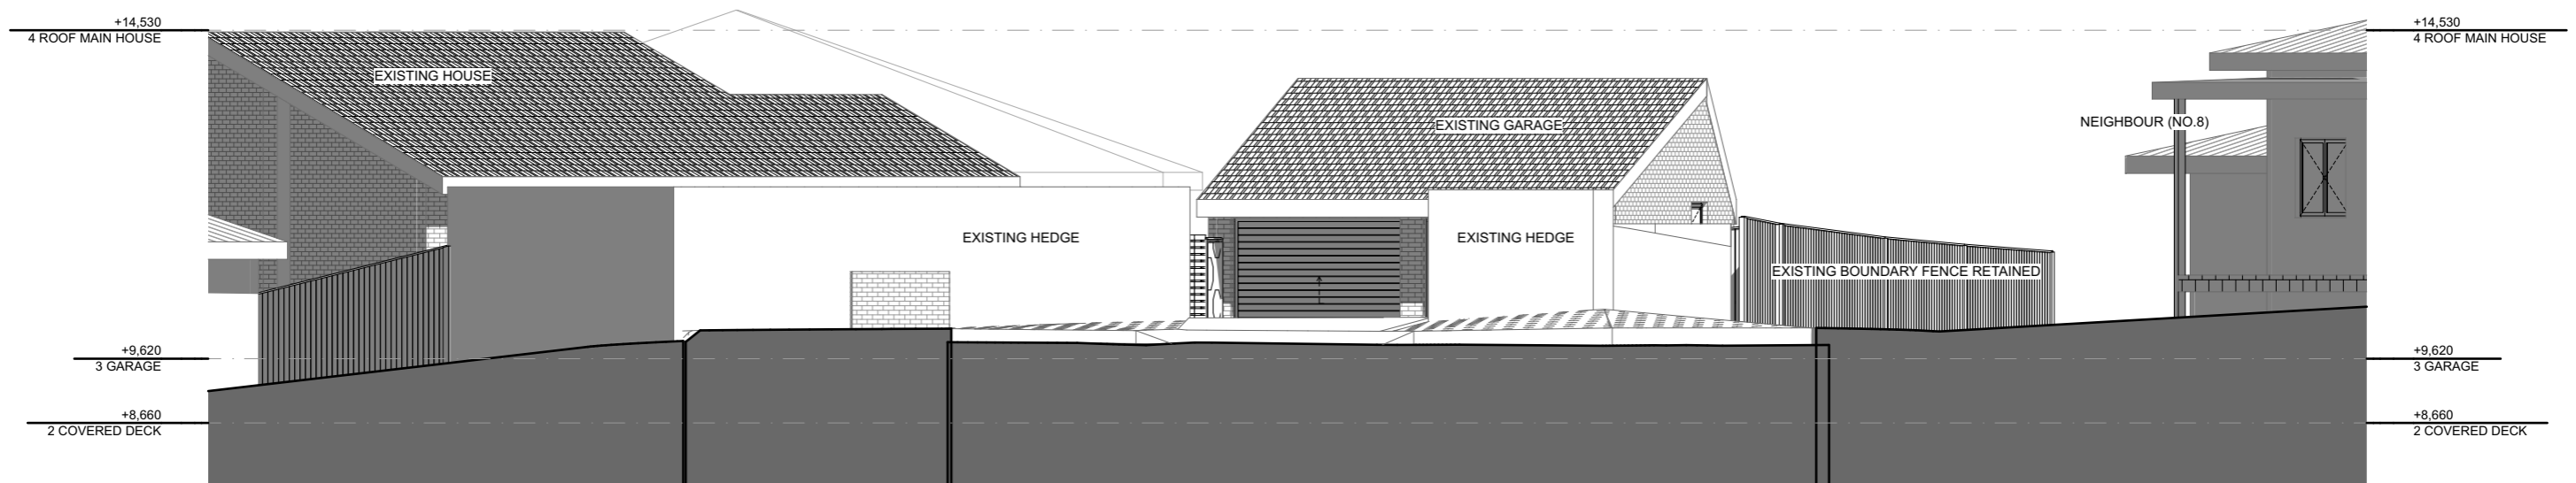 +14,530
4 ROOF MAIN HOUSE
+14,530
4 ROOF MAIN HOUSE
EXISTING HOUSE
EXISTING GARAGE
NEIGHBOUR (NO.8)
EXISTING HEDGE
EXISTING HEDGE
EXISTING BOUNDARY FENCE RETAINED
+9,620
3 GARAGE
+9,620
3 GARAGE
+8,660
2 COVERED DECK
+8,660
2 COVERED DECK